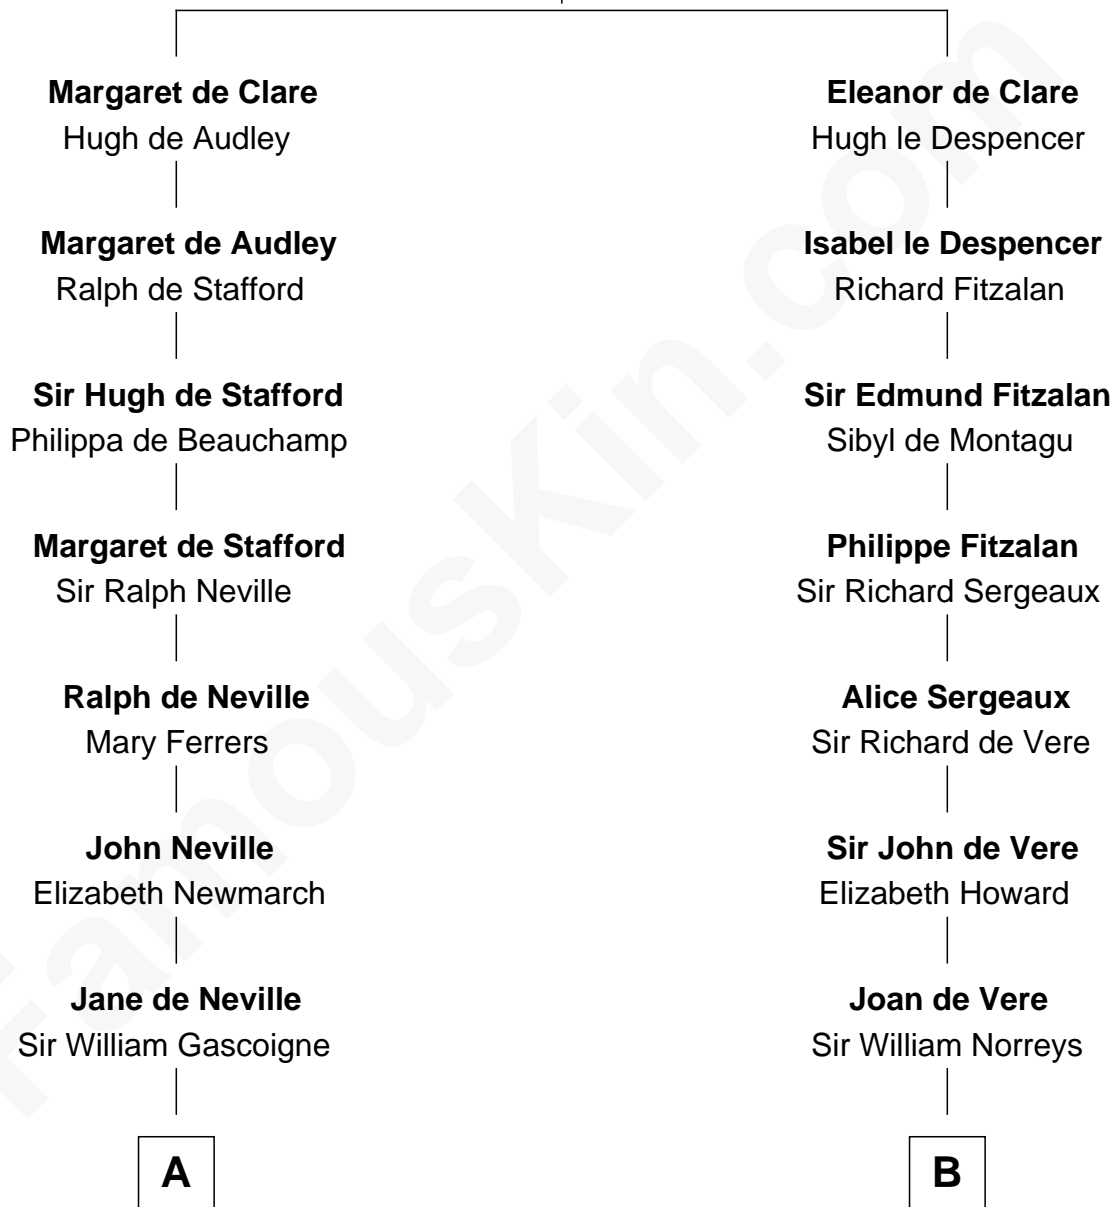 Margaret de Clare
Hugh de Audley
Margaret de Audley
Ralph de Stafford
Sir Hugh de Stafford
Philippa de Beauchamp
Margaret de Stafford
Sir Ralph Neville
Ralph de Neville
Mary Ferrers
John Neville
Elizabeth Newmarch
Jane de Neville
Sir William Gascoigne
A
Eleanor de Clare
Hugh le Despencer
Isabel le Despencer
Richard Fitzalan
Sir Edmund Fitzalan
Sibyl de Montagu
Philippe Fitzalan
Sir Richard Sergeaux
Alice Sergeaux
Sir Richard de Vere
Sir John de Vere
Elizabeth Howard
Joan de Vere
Sir William Norreys
B
FamousKin.com